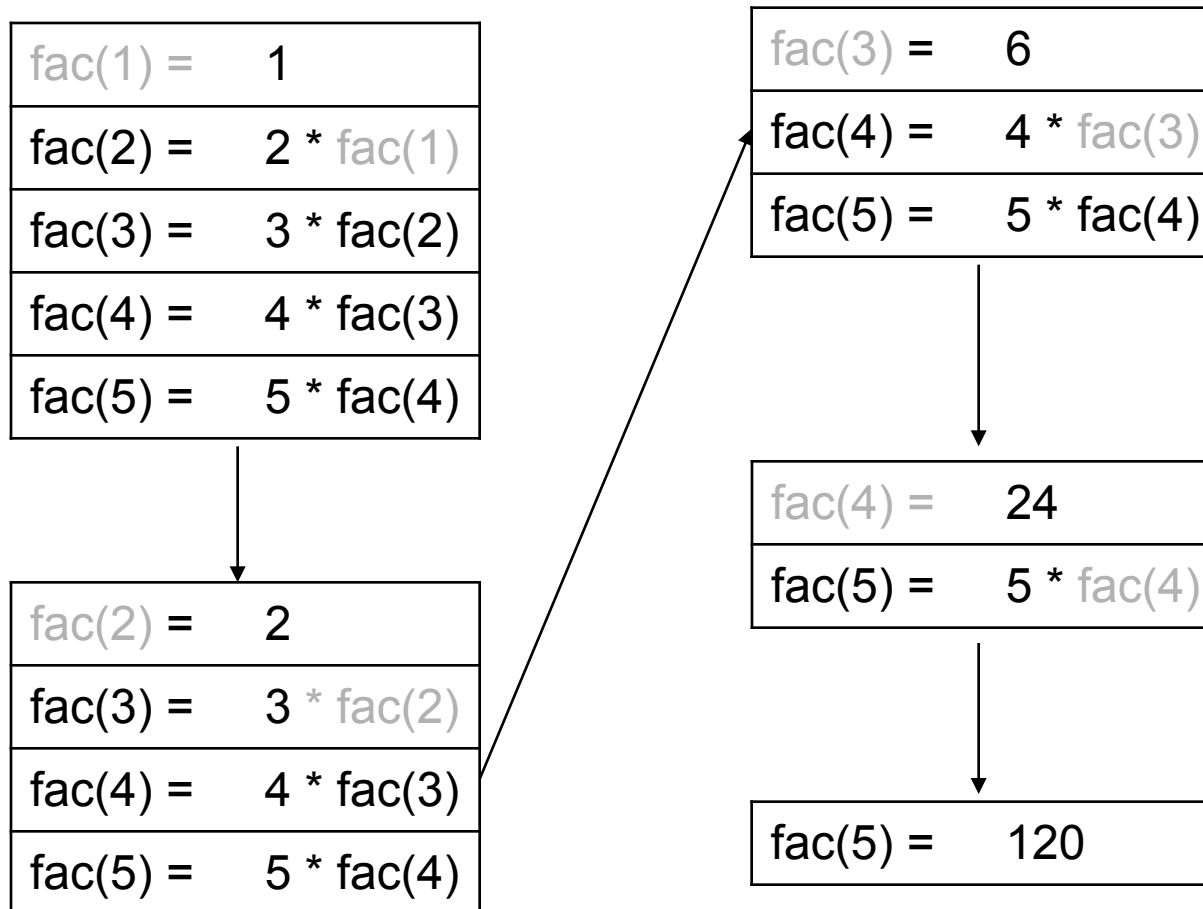 fac(1) = 1
fac(2) = 2 * fac(1)
fac(3) = 3 * fac(2)
fac(4) = 4 * fac(3)
fac(5) = 5 * fac(4)
fac(2) = 2
fac(3) = 3 * fac(2)
fac(4) = 4 * fac(3)
fac(5) = 5 * fac(4)
fac(3) = 6
fac(4) = 4 * fac(3)
fac(5) = 5 * fac(4)
fac(4) = 24
fac(5) = 5 * fac(4)
fac(5) = 120